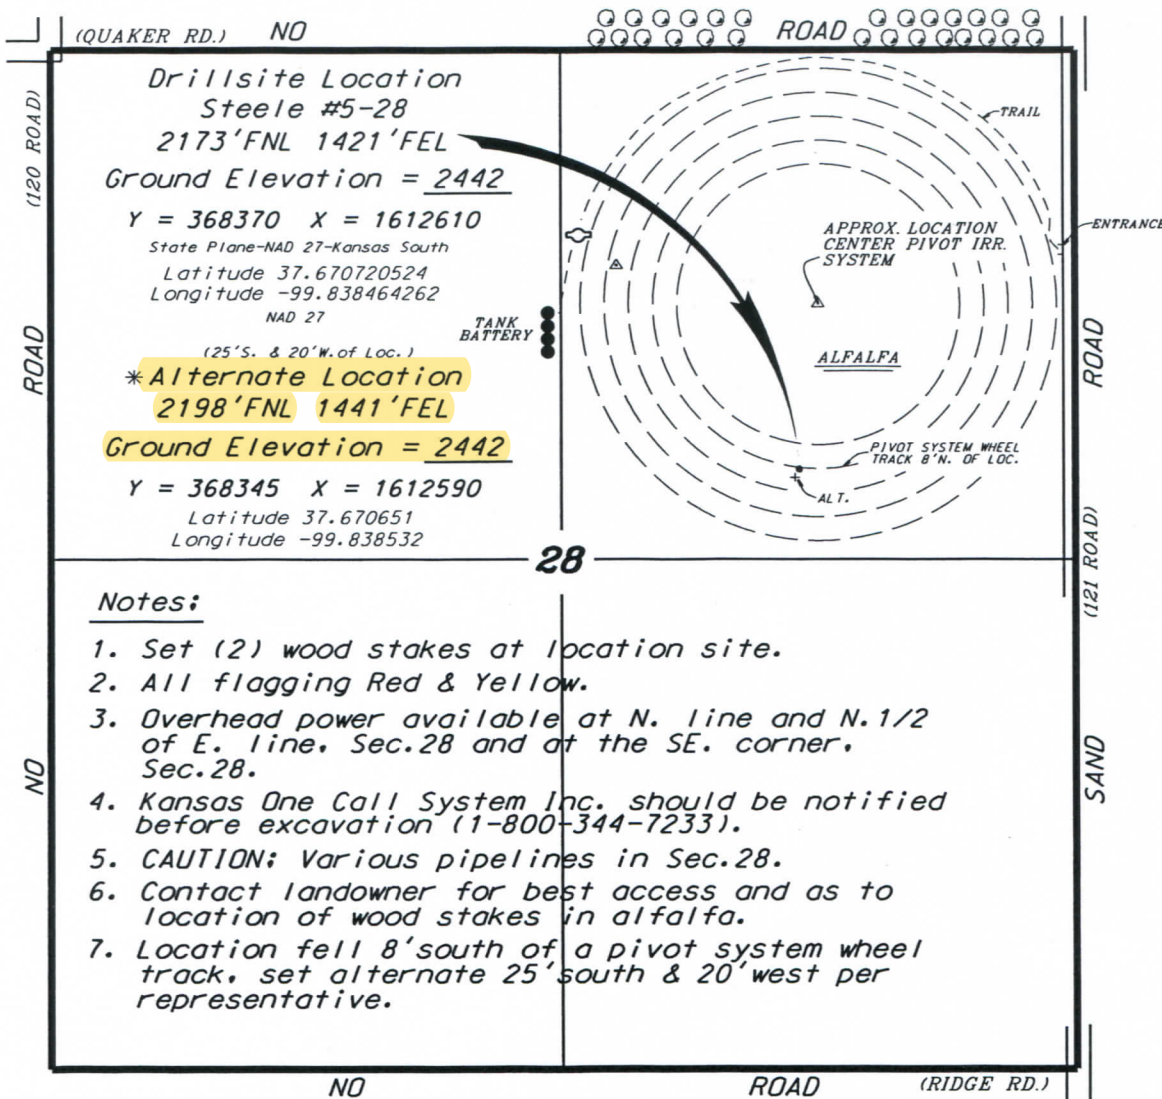 (QUAKER RD.) NO ROAD
(120 ROAD)
ROAD
NO
Drillsite Location
Steele #5-28
2173'FNL 1421'FEL
Ground Elevation = 2442
Y = 368370 X = 1612610
State Plane-NAD 27-Kansas South
Latitude 37.670720524
Longitude -99.838464262
NAD 27
(25'S. & 20'W.of Loc.)
*Alternate Location
2198'FNL 1441'FEL
Ground Elevation = 2442
Y = 368345 X = 1612590
Latitude 37.670651
Longitude -99.838532
TRAIL
ENTRANCE
APPROX. LOCATION
CENTER PIVOT IRR.
SYSTEM
TANK
BATTERY
ALFALFA
PIVOT SYSTEM WHEEL
TRACK 8'N. OF LOC.
ALT.
ROAD
(121 ROAD)
SAND
28
Notes:
1. Set (2) wood stakes at location site.
2. All flagging Red & Yellow.
3. Overhead power available at N. line and N.1/2
of E. line, Sec.28 and at the SE. corner,
Sec.28.
4. Kansas One Call System Inc. should be notified
before excavation (1-800-344-7233).
5. CAUTION: Various pipelines in Sec.28.
6. Contact landowner for best access and as to
location of wood stakes in alfalfa.
7. Location fell 8'south of a pivot system wheel
track, set alternate 25'south & 20'west per
representative.
NO ROAD (RIDGE RD.)